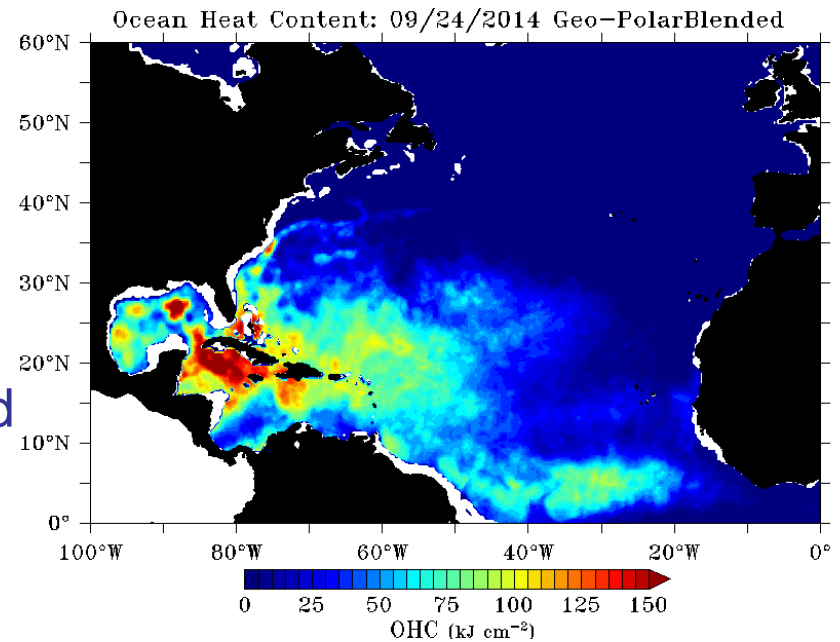 Ocean Heat Content: 09/24/2014 Geo-PolarBlended
60°N
50°N
40°N
30°N
20°N
d
10°N
0°
100°W 80°W 60°W 40°W 20°W 0°
0 25 50 75 100 125 150
OHC (kJ cm⁻²)